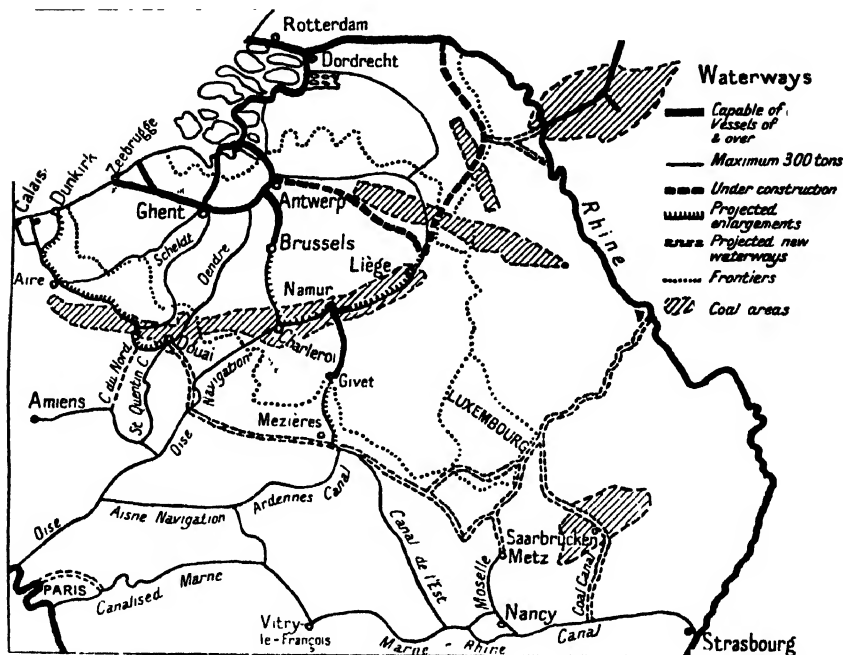 Rotterdam
Dordrecht
Waterways
Capable of
Vessels of
& over
Maximum 300 tons
Under construction
Projected
enlargements
Projected new
waterways
Frontiers
Coal areas
Zeebrugge
Dunkirk
Calais
Ghent
Antwerp
Rhine
Scheldt
Dendre
Brussels
Liège
Aire
Namur
Douai
Charleroi
Navigation
C du Nord
St Quentin C
Givet
Amiens
LUXEMBOURG
Mezières
Oise
Ardennes Canal
Aisne Navigation
Oise
Canal de l'Est
Saarbrücken
Metz
Moselle
Coal Canal
PARIS
Canalised Marne
Nancy
Vitry-
le-François
Marne - Rhine Canal
Strasbourg